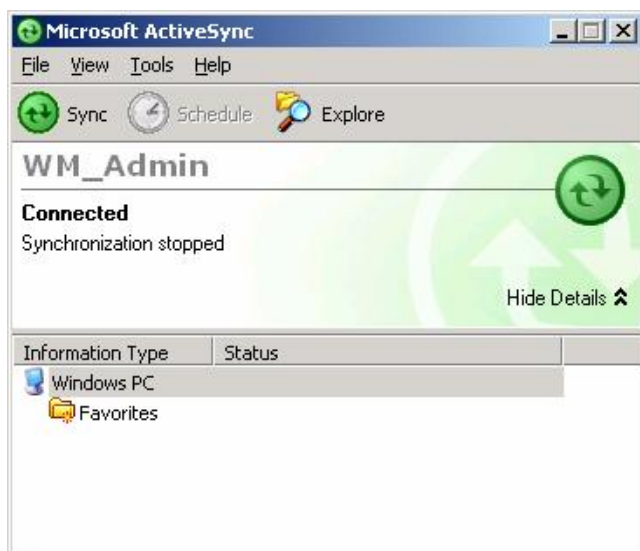 Microsoft ActiveSync
File View Tools Help
Sync Schedule Explore
WM_Admin
Connected
Synchronization stopped
Hide Details
Information Type Status
Windows PC
Favorites